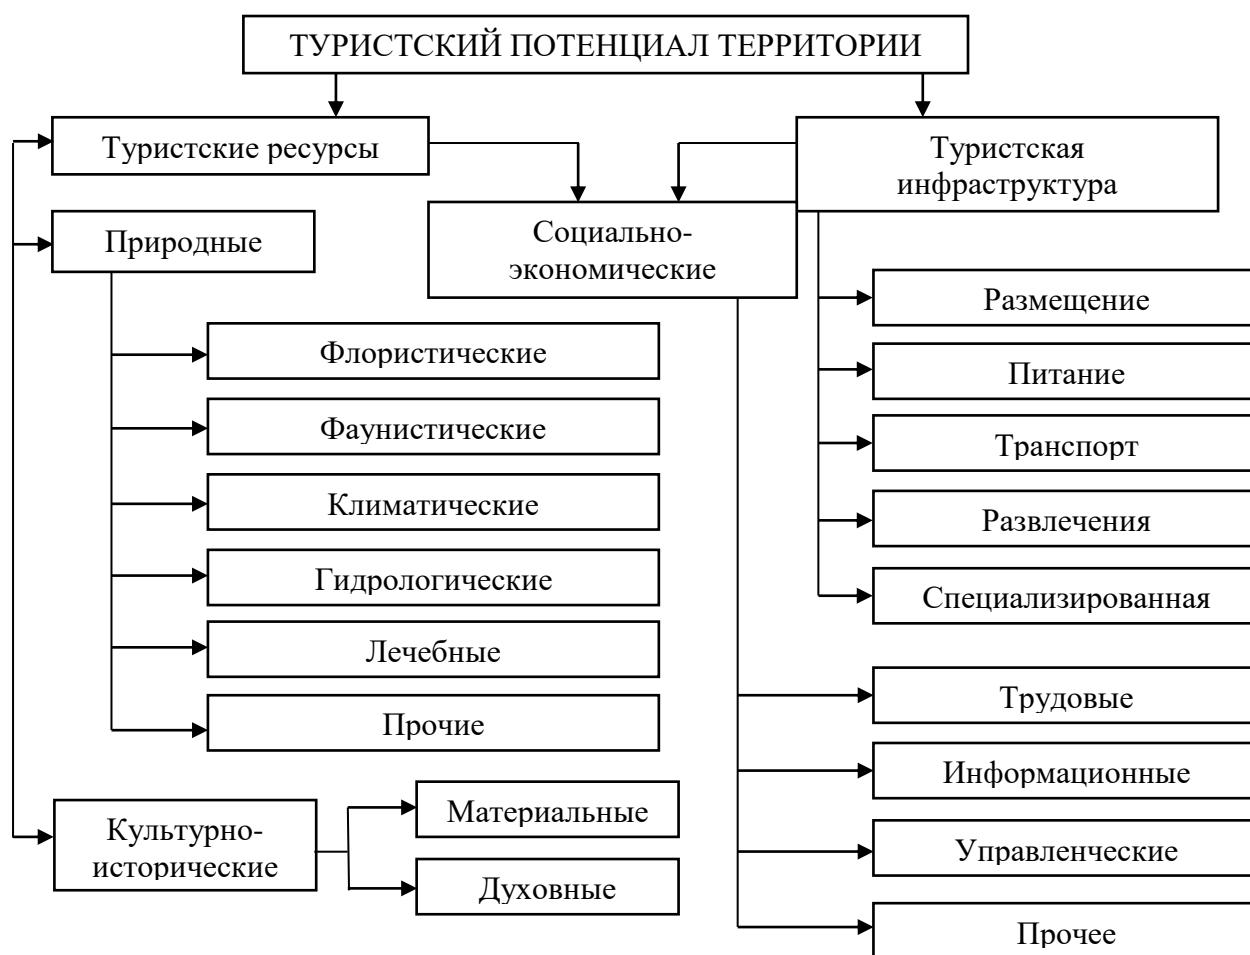 ТУРИСТСКИЙ ПОТЕНЦИАЛ ТЕРРИТОРИИ
Туристские ресурсы
Туристская
инфраструктура
Природные
Социально-
экономические
Размещение
Флористические
Питание
Фаунистические
Транспорт
Климатические
Развлечения
Гидрологические
Специализированная
Лечебные
Трудовые
Прочие
Информационные
Материальные
Культурно-
исторические
Управленческие
Духовные
Прочее